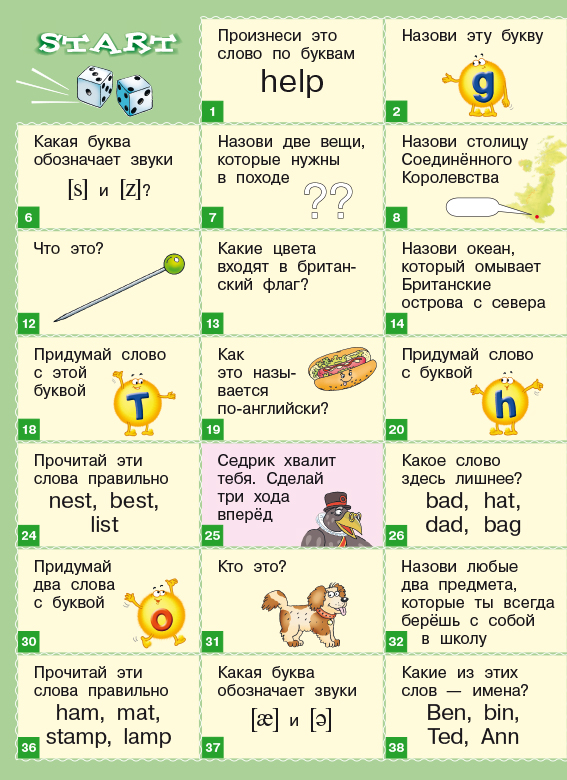 START
Произнеси это
слово по буквам
help
1
Назови эту букву
g
2
Какая буква
обозначает звуки
[s] и [z]?
6
Назови две вещи,
которые нужны
в походе
??
7
Назови столицу
Соединённого
Королевства
8
Что это?
12
Какие цвета
входят в британ-
ский флаг?
13
Назови океан,
который омывает
Британские
острова с севера
14
Придумай слово
с этой
буквой
T
18
Как
это назы-
вается
по-английски?
19
Придумай слово
с буквой
h
20
Прочитай эти
слова правильно
nest, best,
list
24
Седрик хвалит
тебя. Сделай
три хода
вперёд
25
Какое слово
здесь лишнее?
bad, hat,
dad, bag
26
Придумай
два слова
с буквой
o
30
Кто это?
31
Назови любые
два предмета,
которые ты всегда
берёшь с собой
в школу
32
Прочитай эти
слова правильно
ham, mat,
stamp, lamp
36
Какая буква
обозначает звуки
[æ] и [ə]
37
Какие из этих
слов — имена?
Ben, bin,
Ted, Ann
38